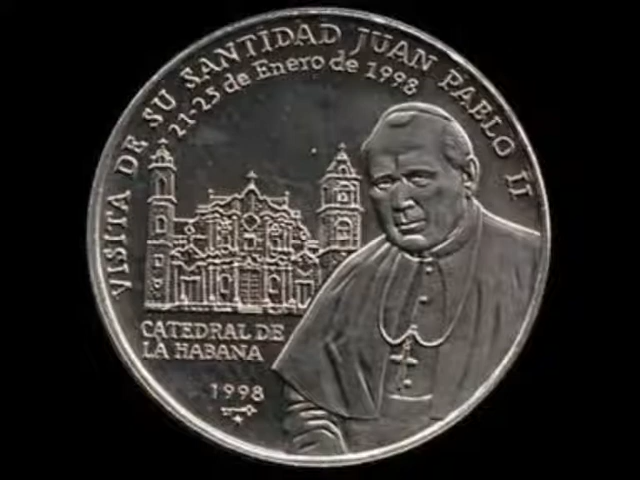 VISITA DE SU SANTIDAD JUAN PABLO II
21-25 de Enero de 1998
CATEDRAL DE
LA HABANA
1998